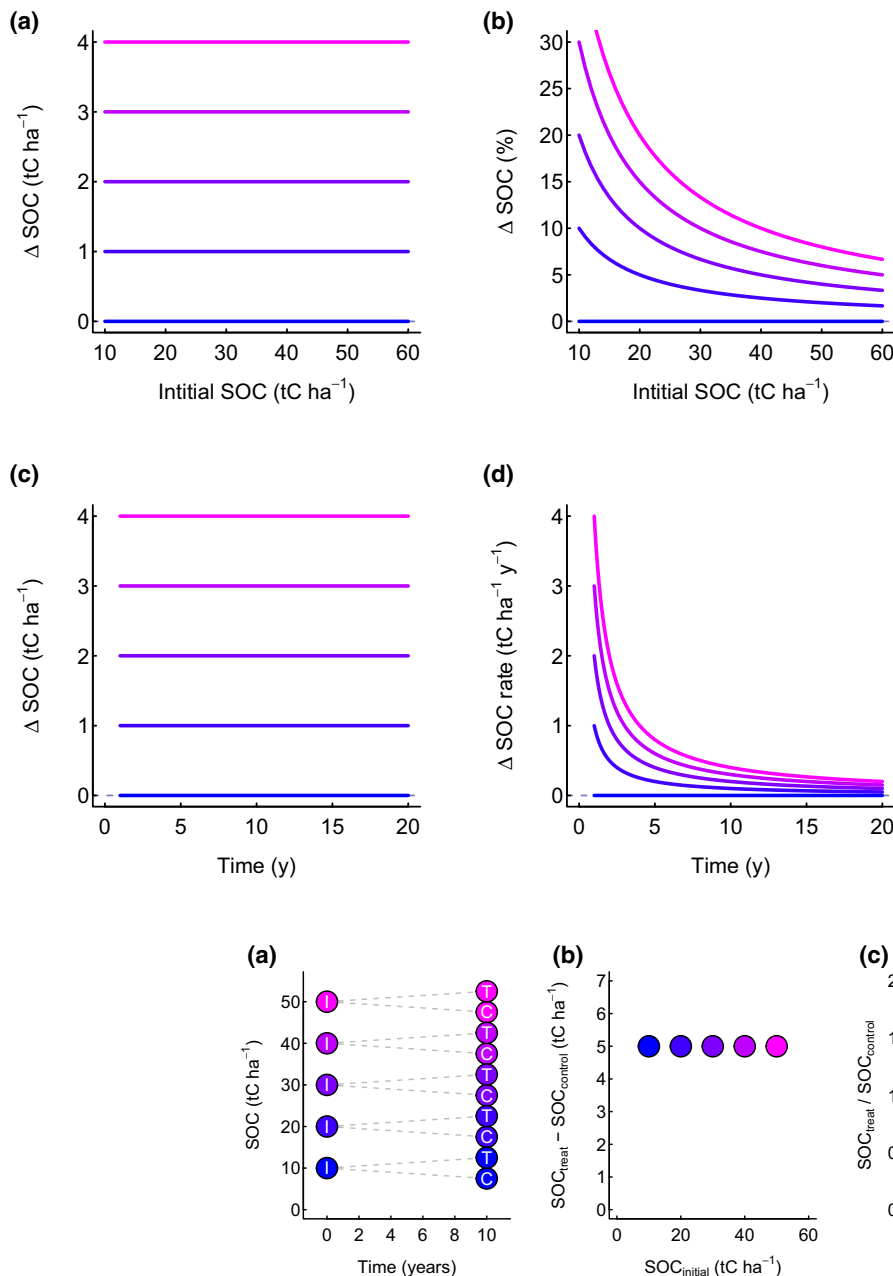 (a)
(b)
4
3
2
1
0
Δ SOC (tC ha⁻¹)
10 20 30 40 50 60
Intitial SOC (tC ha⁻¹)
30
25
20
15
10
5
0
Δ SOC (%)
10 20 30 40 50 60
Intitial SOC (tC ha⁻¹)
(c)
(d)
4
3
2
1
0
Δ SOC (tC ha⁻¹)
0 5 10 15 20
Time (y)
4
3
2
1
0
Δ SOC rate (tC ha⁻¹ y⁻¹)
0 5 10 15 20
Time (y)
(a)
(b)
(c)
50
40
30
20
10
0
SOC (tC ha⁻¹)
I
I
I
I
I
T
C
T
C
T
C
T
C
T
C
0 2 4 6 8 10
Time (years)
7
6
5
4
3
2
1
0
SOCtreat − SOCcontrol (tC ha⁻¹)
0 20 40 60
SOCinitial (tC ha⁻¹)
SOCtreat / SOCcontrol